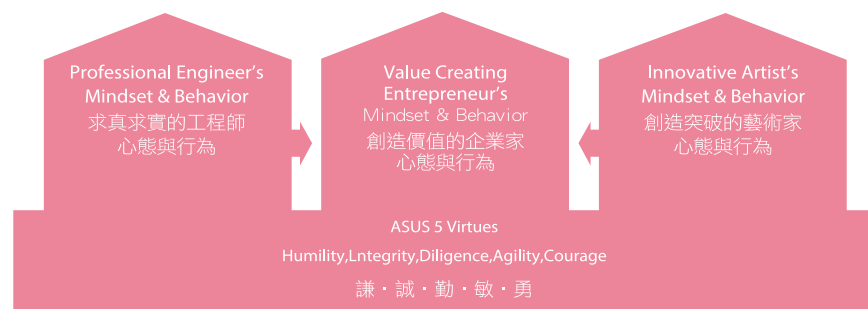 Professional Engineer's
Mindset & Behavior
求真求實的工程師
心態與行為
Value Creating
Entrepreneur's
Mindset & Behavior
創造價值的企業家
心態與行為
Innovative Artist's
Mindset & Behavior
創造突破的藝術家
心態與行為
ASUS 5 Virtues
Humility,Lntegrity,Diligence,Agility,Courage
謙・誠・勤・敏・勇